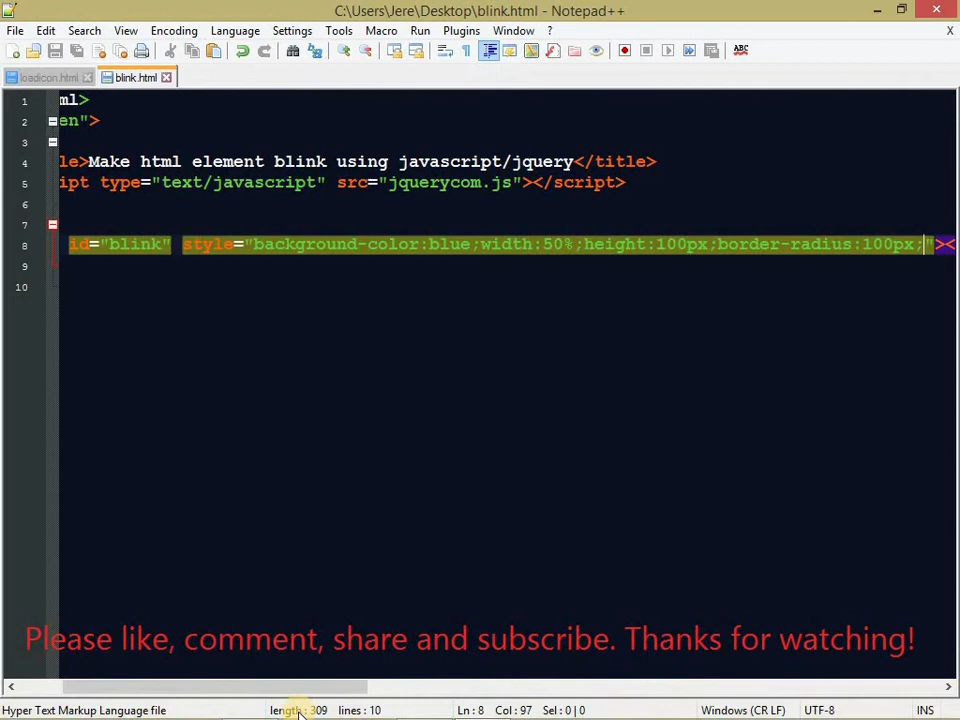 C:\Users\Jere\Desktop\blink.html - Notepad++
File Edit Search View Encoding Language Settings Tools Macro Run Plugins Window ? X
loadicon.html blink.html
1 ml>
2 en">
3
4 le>Make html element blink using javascript/jquery</title>
5 ipt type="text/javascript" src="jquerycom.js"></script>
6
7
8 id="blink" style="background-color:blue;width:50%;height:100px;border-radius:100px;"><
9
10
Please like, comment, share and subscribe. Thanks for watching!
Hyper Text Markup Language file length : 309 lines : 10 Ln : 8 Col : 97 Sel : 0 | 0 Windows (CR LF) UTF-8 INS